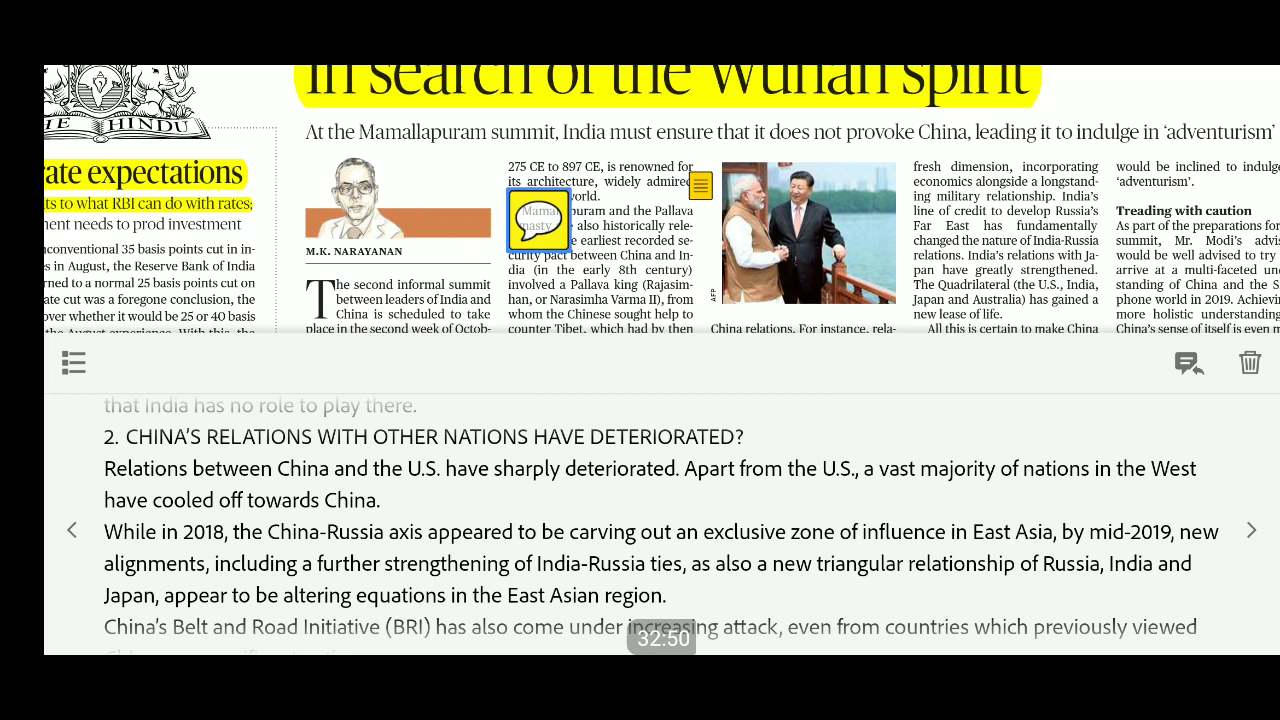 In search of the Wuhan spirit
At the Mamallapuram summit, India must ensure that it does not provoke China, leading it to indulge in ‘adventurism’
HE HINDU
rate expectations
its to what RBI can do with rates;
nent needs to prod investment
nconventional 35 basis points cut in in-
es in August, the Reserve Bank of India
rned to a normal 25 basis points cut on
ate cut was a foregone conclusion, the
over whether it would be 25 or 40 basis
the August experience. With this, the
M.K. NARAYANAN
The second informal summit
between leaders of India and
China is scheduled to take
place in the second week of Octob-
275 CE to 897 CE, is renowned for
its architecture, widely admired
world.
Mamallapuram and the Pallava
nasty also historically rele-
e earliest recorded se-
curity pact between China and In-
dia (in the early 8th century)
involved a Pallava king (Rajasim-
han, or Narasimha Varma II), from
whom the Chinese sought help to
counter Tibet, which had by then
AFP
China relations. For instance, rela-
fresh dimension, incorporating
economics alongside a longstand-
ing military relationship. India’s
line of credit to develop Russia’s
Far East has fundamentally
changed the nature of India-Russia
relations. India’s relations with Ja-
pan have greatly strengthened.
The Quadrilateral (the U.S., India,
Japan and Australia) has gained a
new lease of life.
All this is certain to make China
would be inclined to indulge
‘adventurism’.
Treading with caution
As part of the preparations for
summit, Mr. Modi’s advi
would be well advised to try
arrive at a multi-faceted un
standing of China and the S
phone world in 2019. Achievi
more holistic understanding
China’s sense of itself is even m
that India has no role to play there.
2. CHINA’S RELATIONS WITH OTHER NATIONS HAVE DETERIORATED?
Relations between China and the U.S. have sharply deteriorated. Apart from the U.S., a vast majority of nations in the West
have cooled off towards China.
While in 2018, the China-Russia axis appeared to be carving out an exclusive zone of influence in East Asia, by mid-2019, new
alignments, including a further strengthening of India-Russia ties, as also a new triangular relationship of Russia, India and
Japan, appear to be altering equations in the East Asian region.
China’s Belt and Road Initiative (BRI) has also come under increasing attack, even from countries which previously viewed
32:50